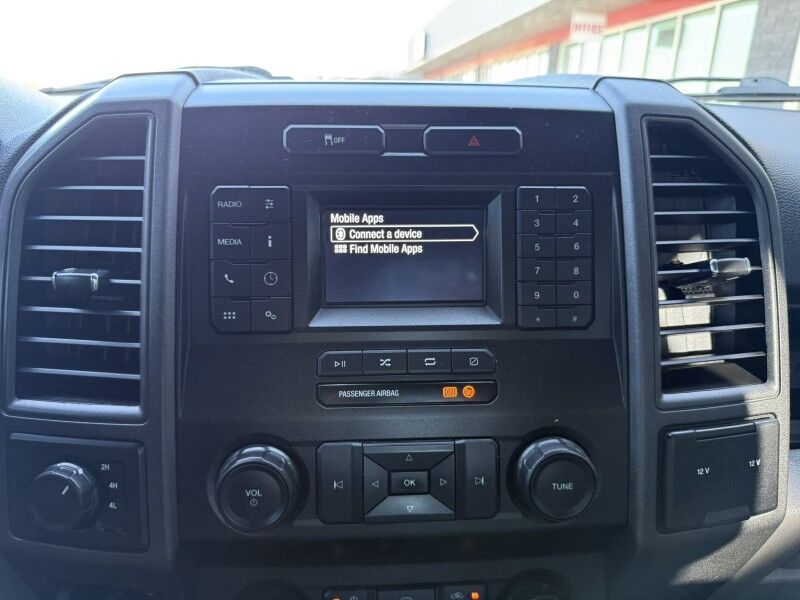 OFF
RADIO
MEDIA
i
Mobile Apps
Connect a device
Find Mobile Apps
1 2
3 4
5 6
7 8
9 0
* #
PASSENGER AIRBAG
OFF
2H
4H
4L
VOL
OK
TUNE
12 V
12 V